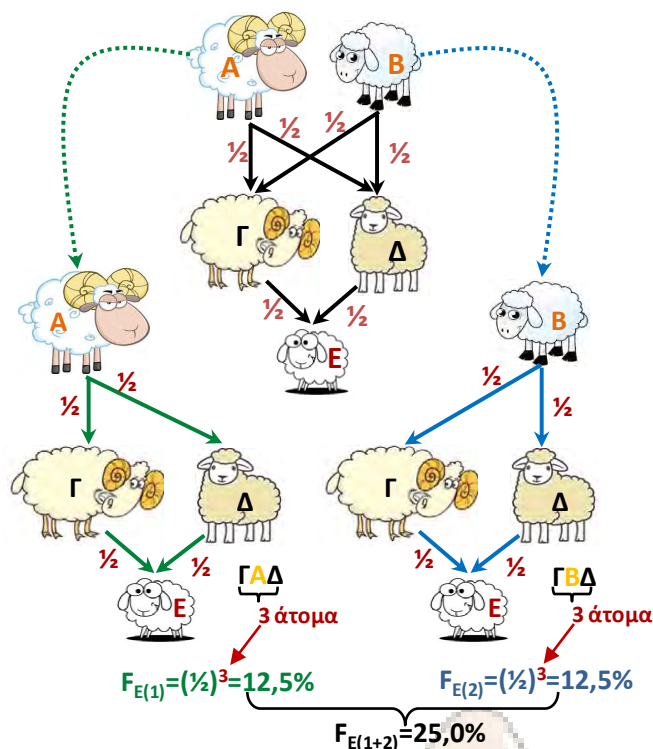 Α Β
½ ½ ½ ½
Γ Δ
½ ½
Ε
Α Β
½ ½ ½ ½
Γ Δ Γ Δ
½ ½ ½ ½
Ε ΓΑΔ Ε ΓΒΔ
3 άτομα 3 άτομα
F_E(1)=(½)³=12,5% F_E(2)=(½)³=12,5%
F_E(1+2)=25,0%